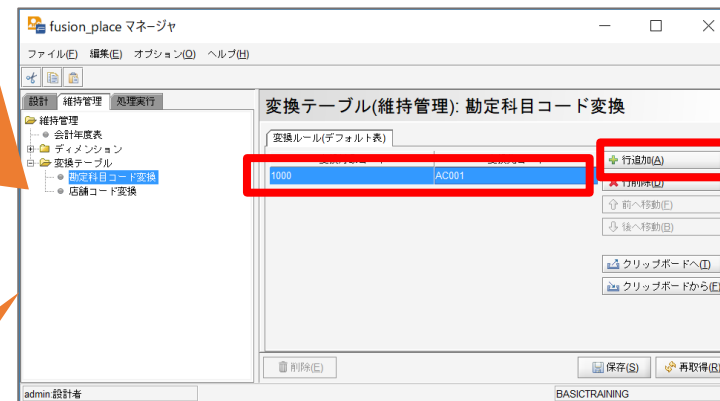 fusion_place マネージャ
ファイル(F) 編集(E) オプション(O) ヘルプ(H)
設計 維持管理 処理実行
維持管理
会計年度表
ディメンション
変換テーブル
勘定科目コード変換
店舗コード変換
変換テーブル(維持管理): 勘定科目コード変換
変換ルール(デフォルト表)
1000 AC001
行追加(A)
行削除(D)
前へ移動(F)
後へ移動(B)
クリップボードへ(T)
クリップボードから(F)
削除(E) 保存(S) 再取得(R)
admin:設計者 BASICTRAINING